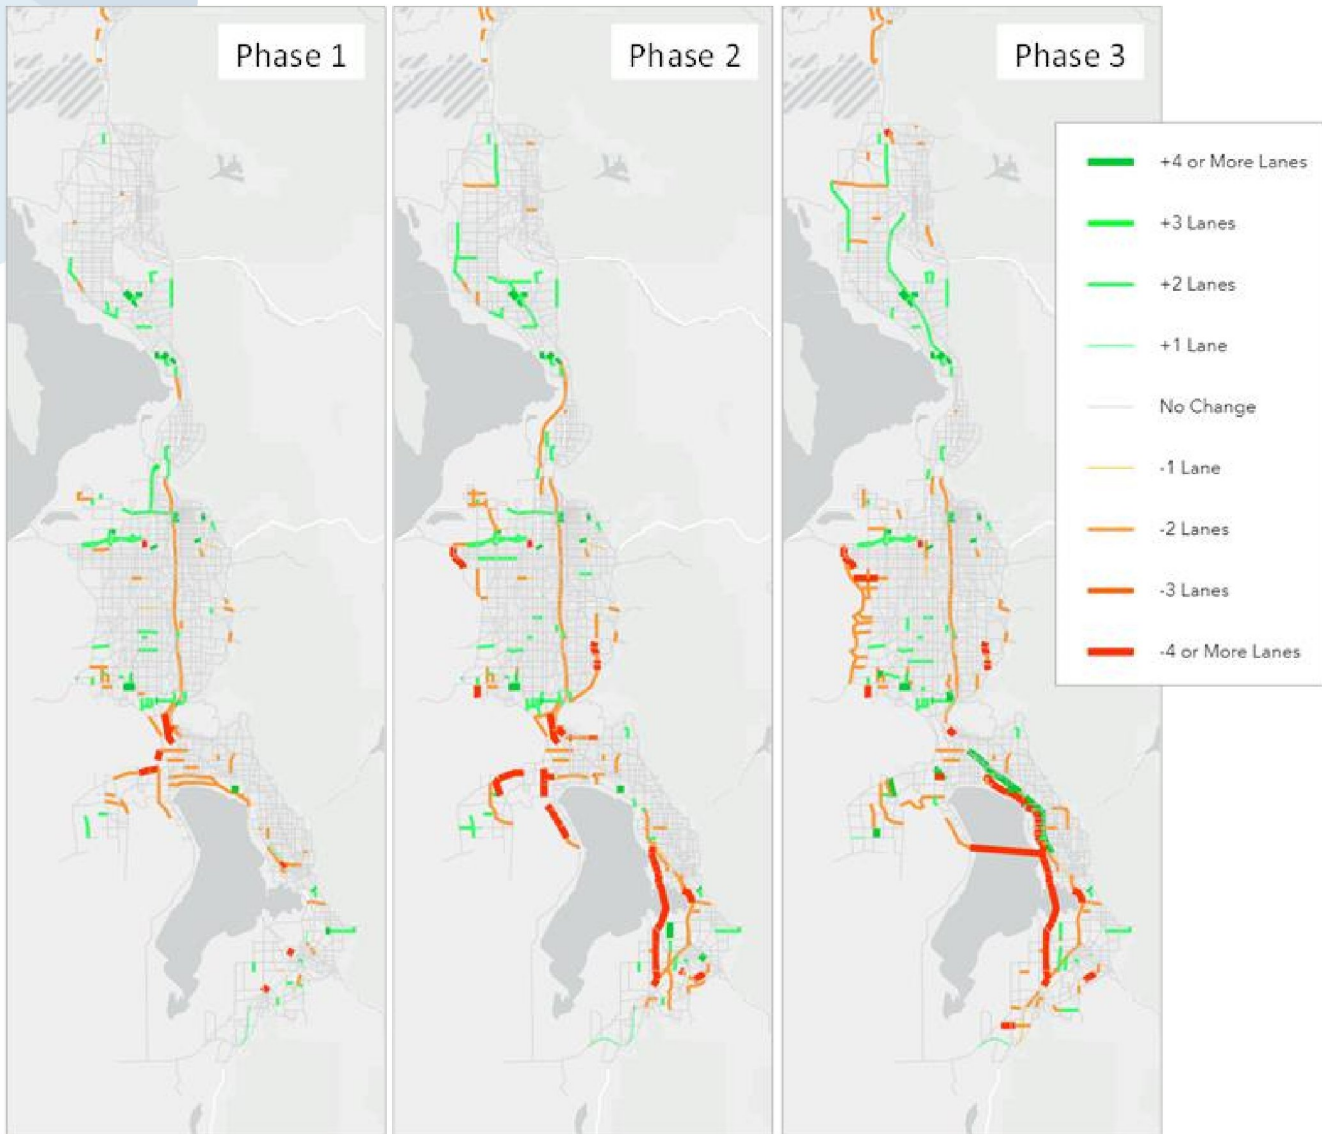 Phase 1
Phase 2
Phase 3
+4 or More Lanes
+3 Lanes
+2 Lanes
+1 Lane
No Change
-1 Lane
-2 Lanes
-3 Lanes
-4 or More Lanes